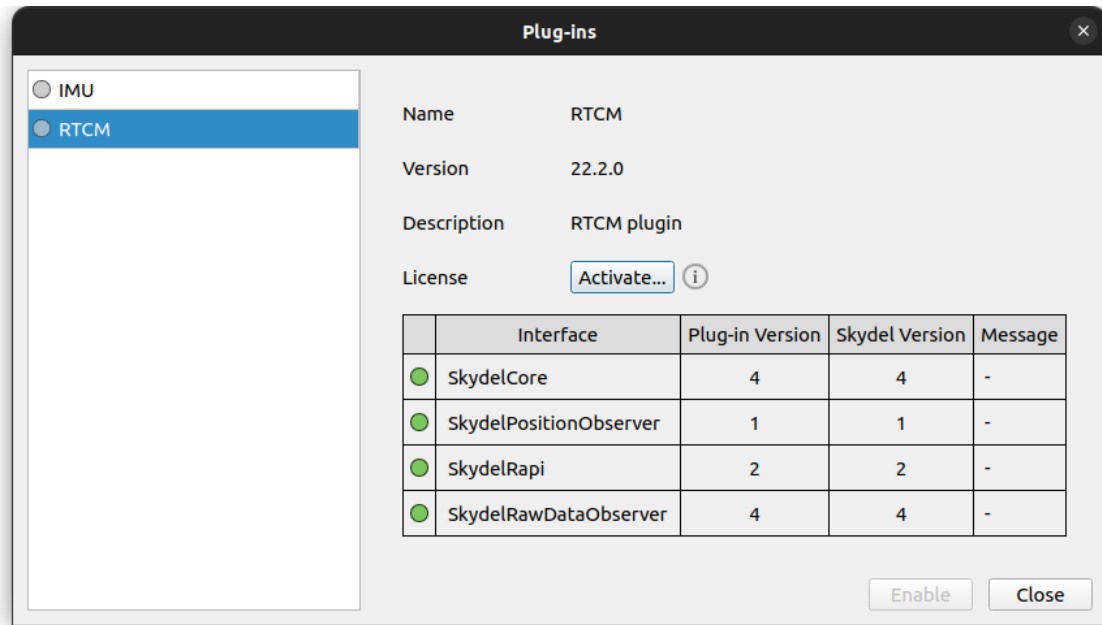 Plug-ins
IMU
RTCM
Name RTCM
Version 22.2.0
Description RTCM plugin
License Activate...
Interface Plug-in Version Skydel Version Message
SkydelCore 4 4 -
SkydelPositionObserver 1 1 -
SkydelRapi 2 2 -
SkydelRawDataObserver 4 4 -
Enable Close